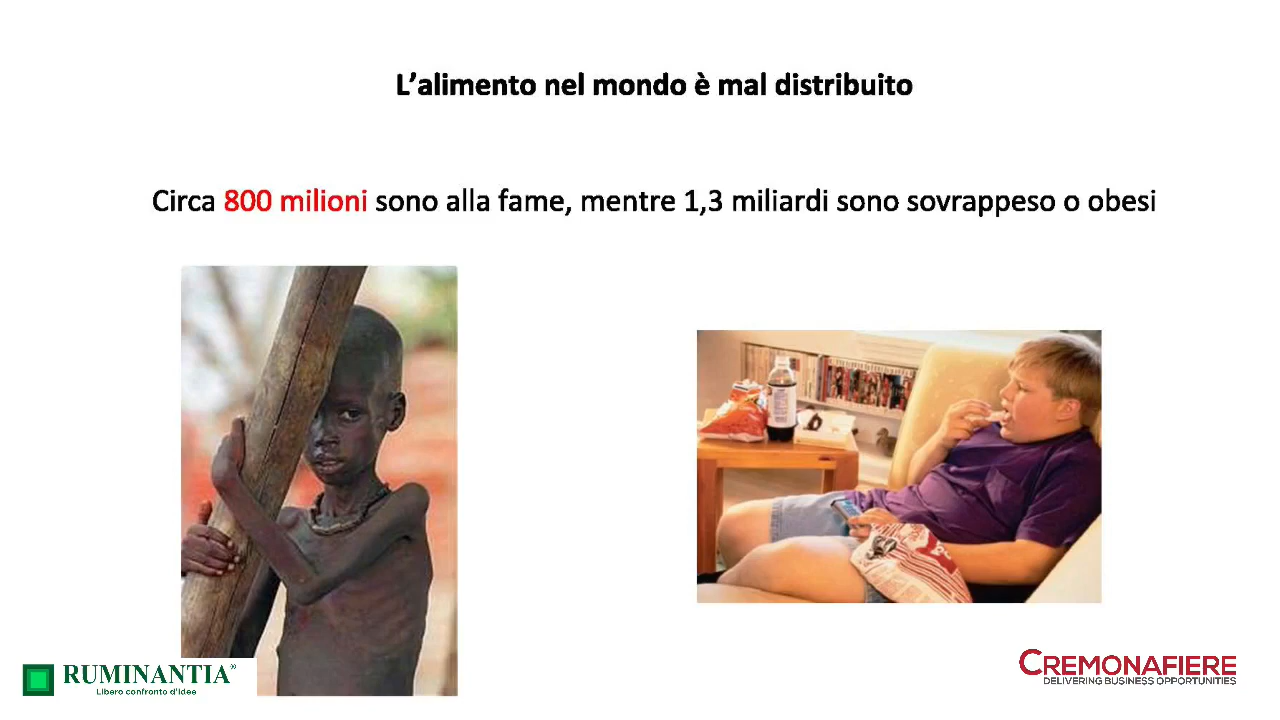 L'alimento nel mondo è mal distribuito
Circa 800 milioni sono alla fame, mentre 1,3 miliardi sono sovrappeso o obesi
RUMINANTIA®
Libero confronto d'idee
CREMONAFIERE
DELIVERING BUSINESS OPPORTUNITIES